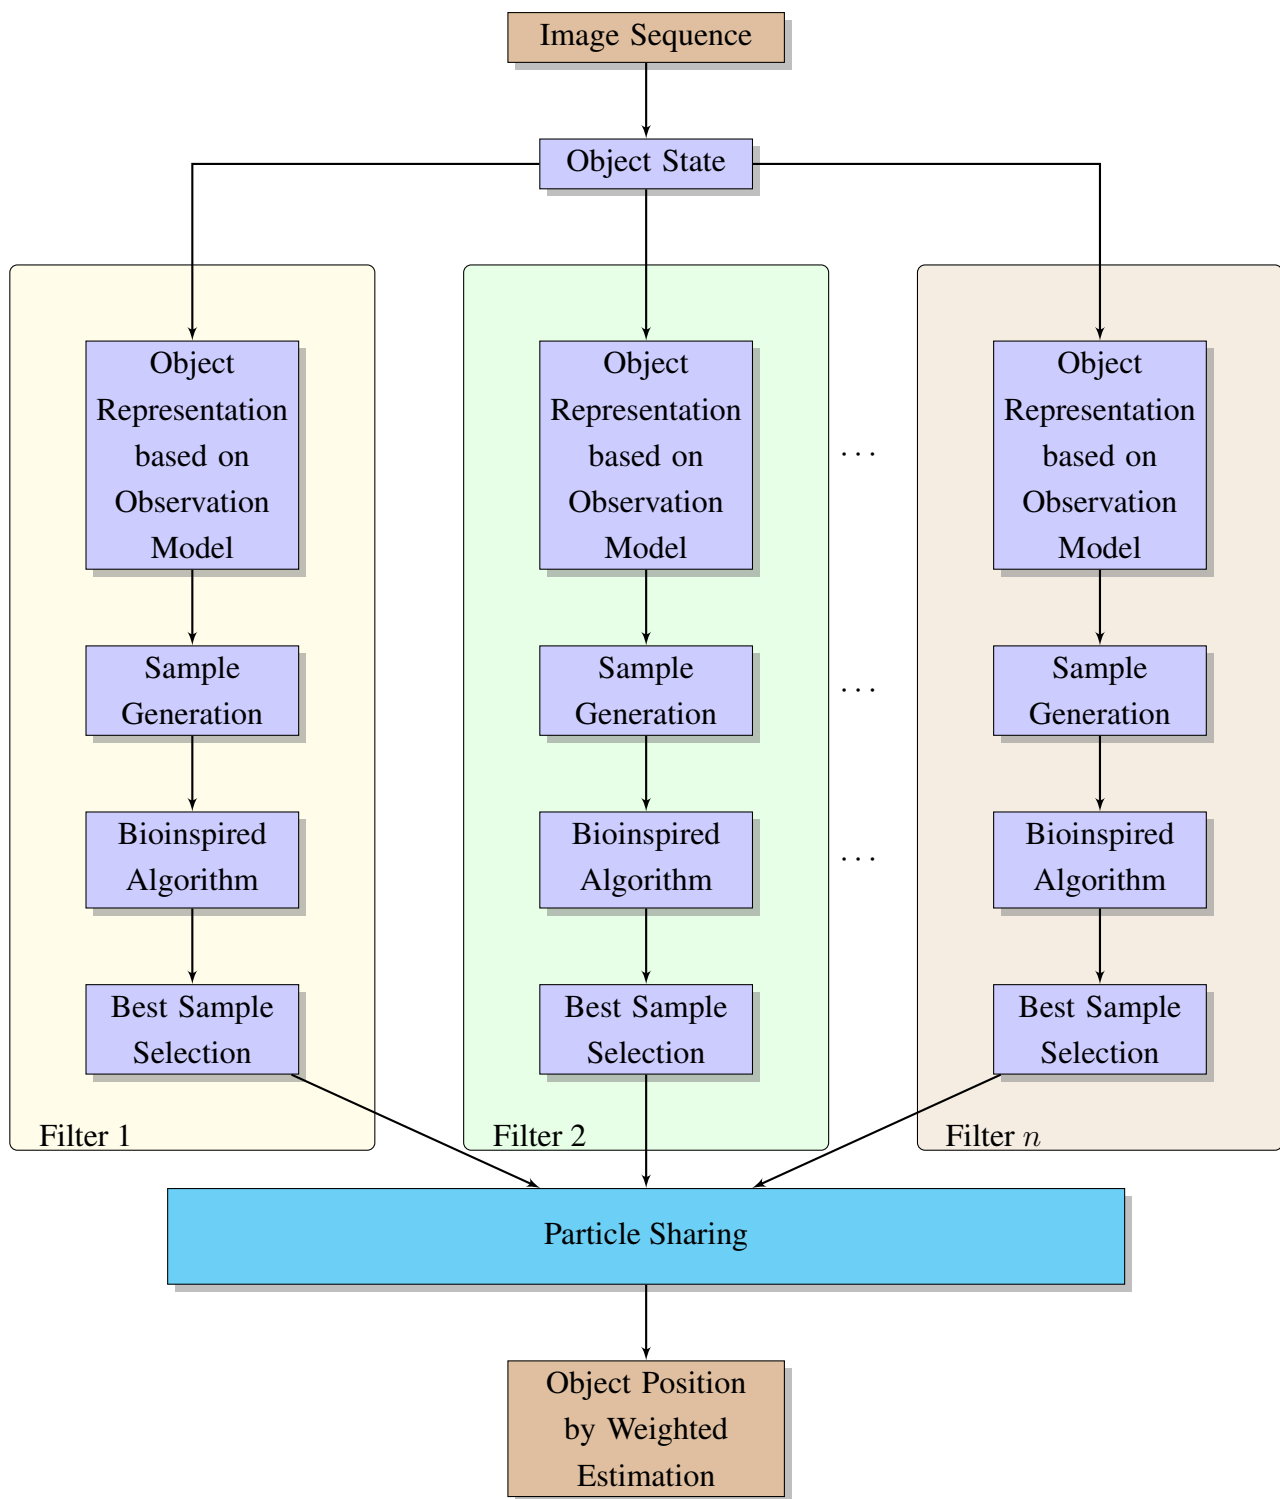 Image Sequence
Object State
Object
Representation
based on
Observation
Model
Sample
Generation
Bioinspired
Algorithm
Best Sample
Selection
Filter 1
Object
Representation
based on
Observation
Model
Sample
Generation
Bioinspired
Algorithm
Best Sample
Selection
Filter 2
...
...
...
Object
Representation
based on
Observation
Model
Sample
Generation
Bioinspired
Algorithm
Best Sample
Selection
Filter n
Particle Sharing
Object Position
by Weighted
Estimation